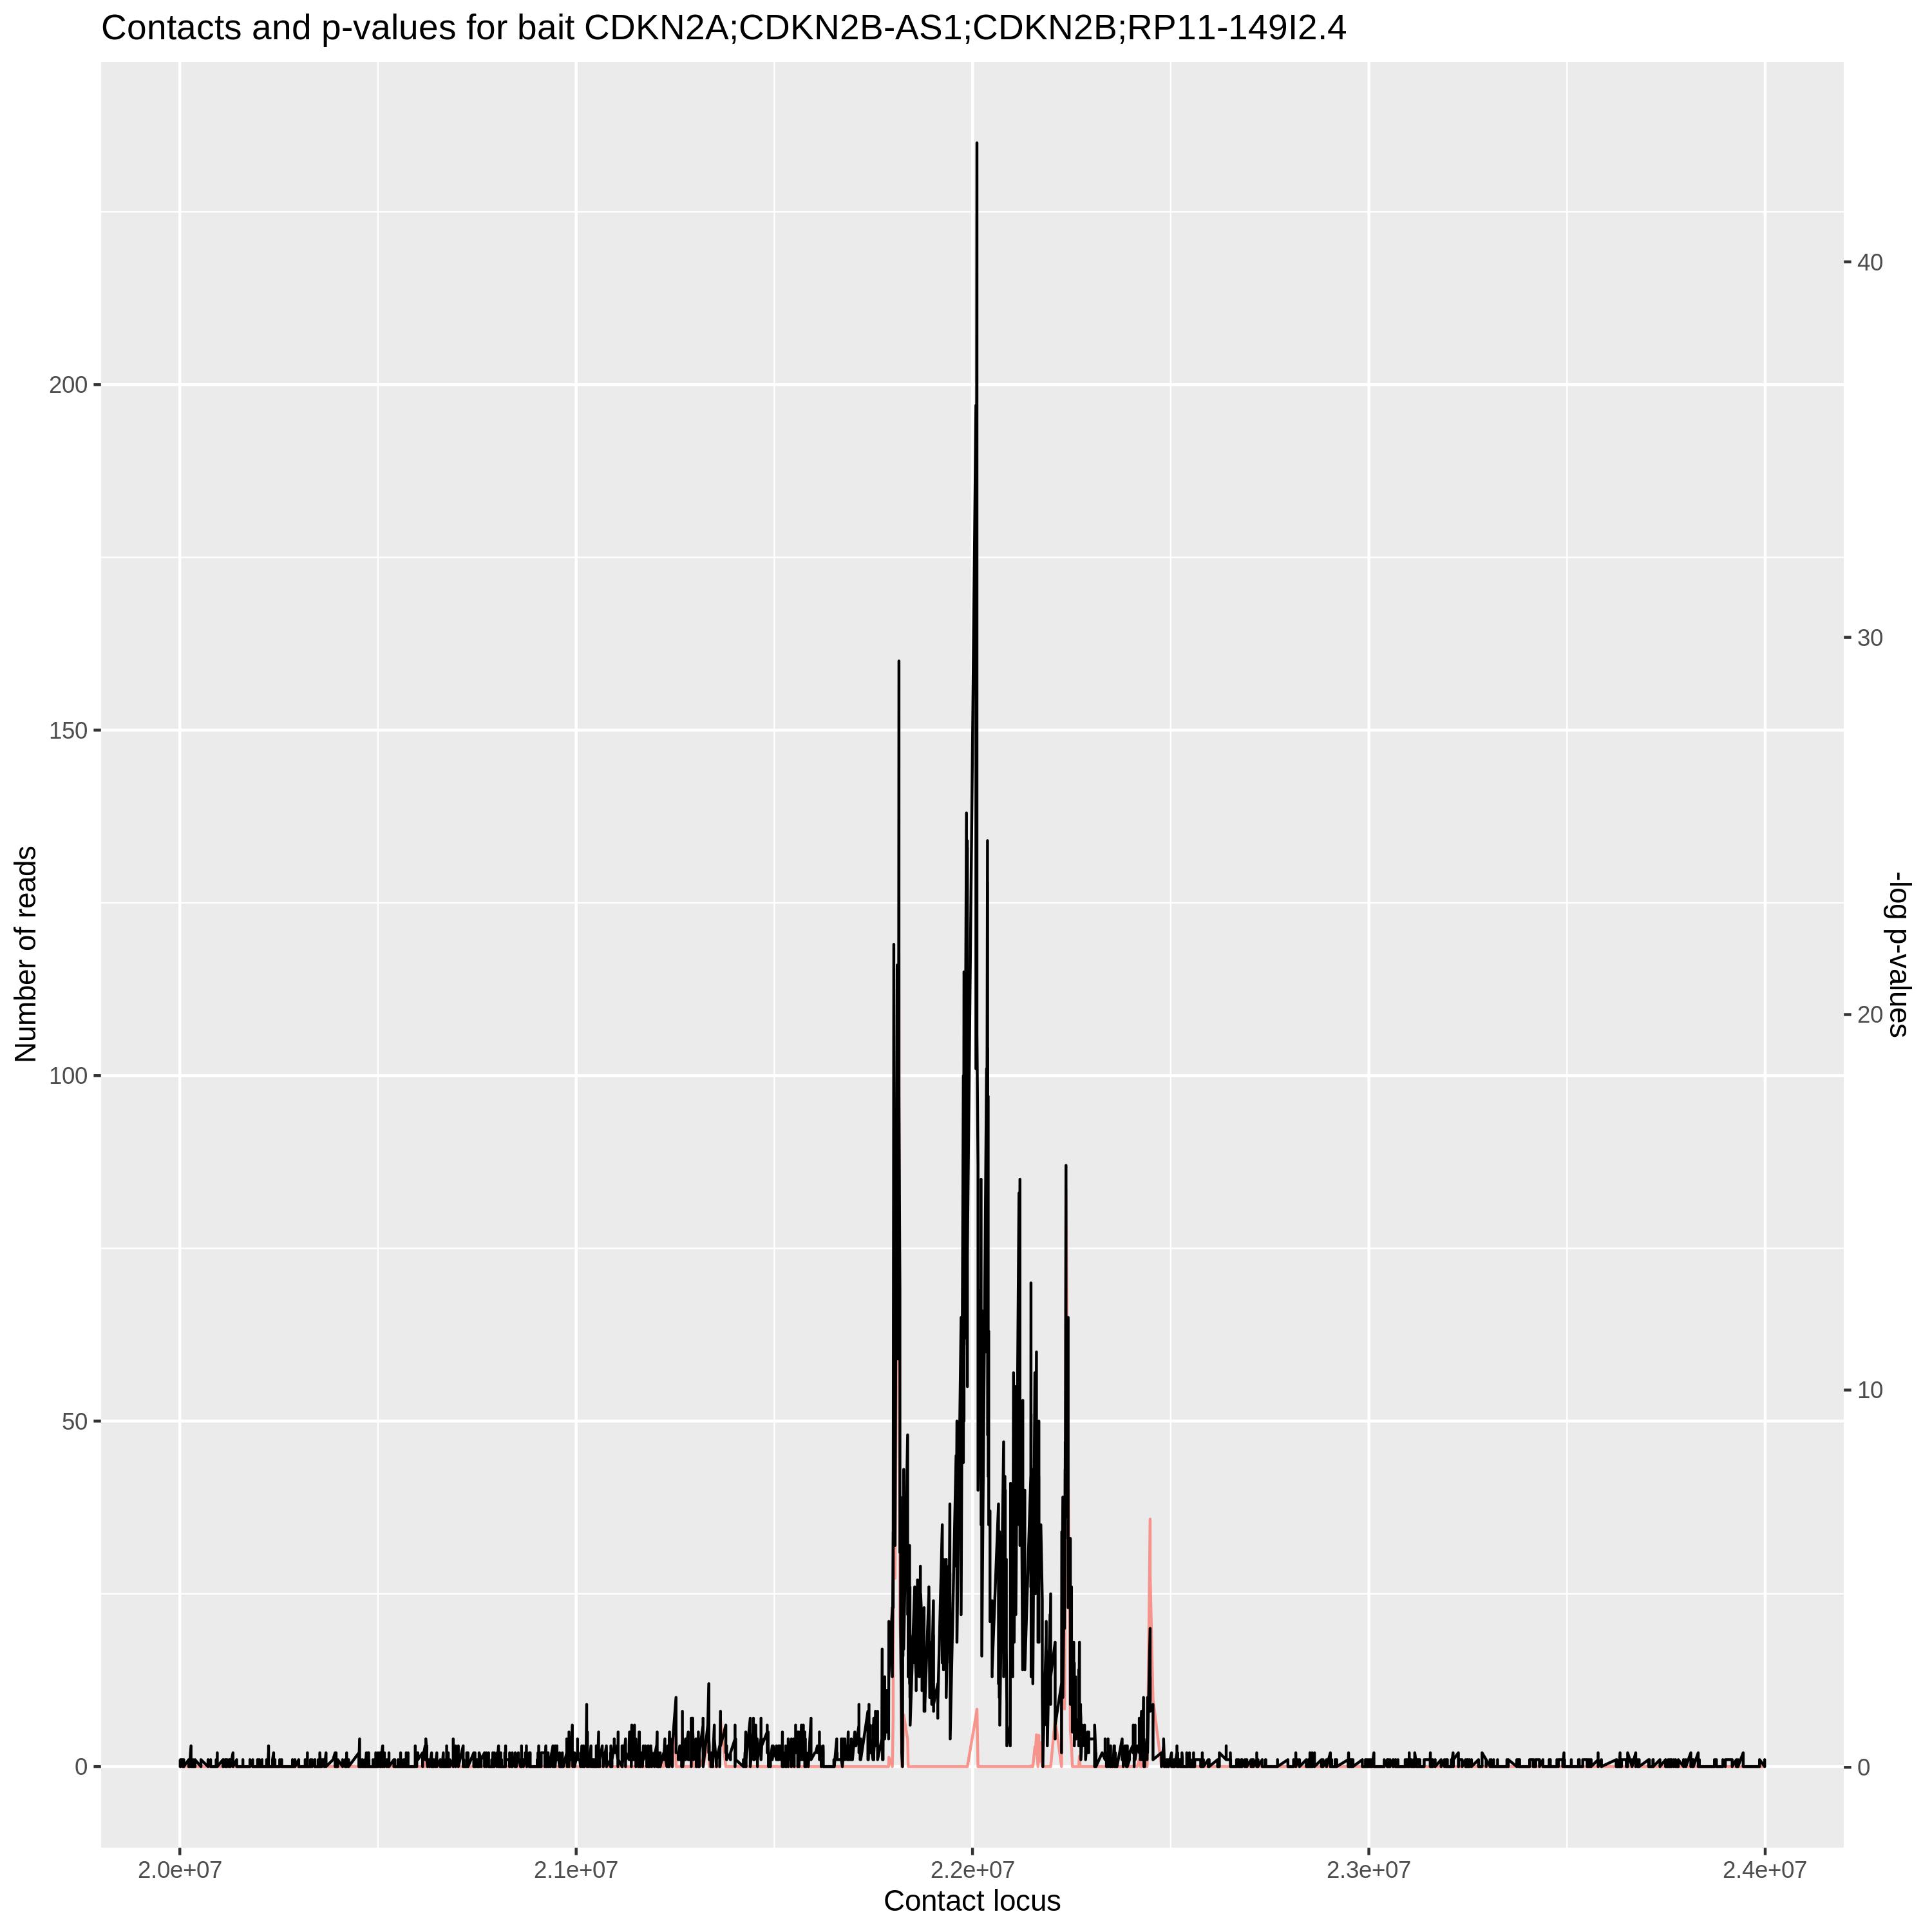 Contacts and p-values for bait CDKN2A;CDKN2B-AS1;CDKN2B;RP11-149I2.4
200
150
100
50
0
Number of reads
40
30
20
10
0
-log p-values
2.0e+07
2.1e+07
2.2e+07
2.3e+07
2.4e+07
Contact locus